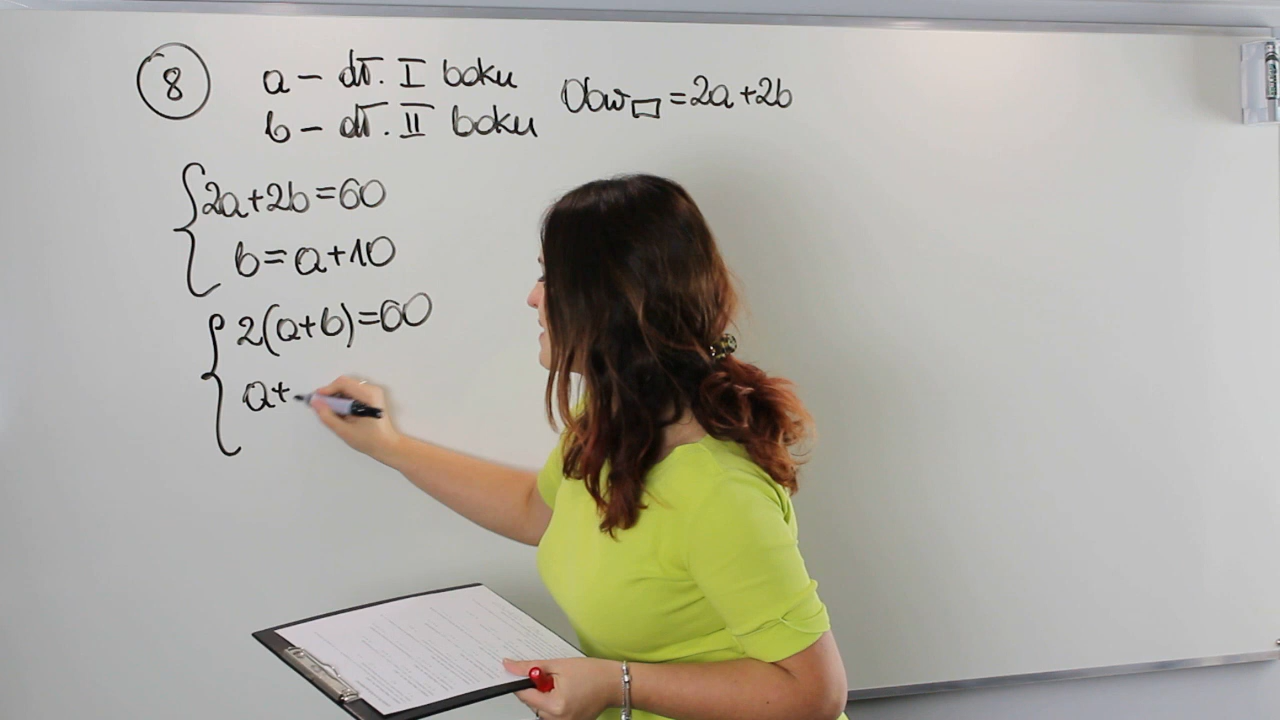 8
a - dł. I boku
b - dł. II boku
Obw▭=2a+2b
2a+2b=60
b=a+10
2(a+b)=60
a+